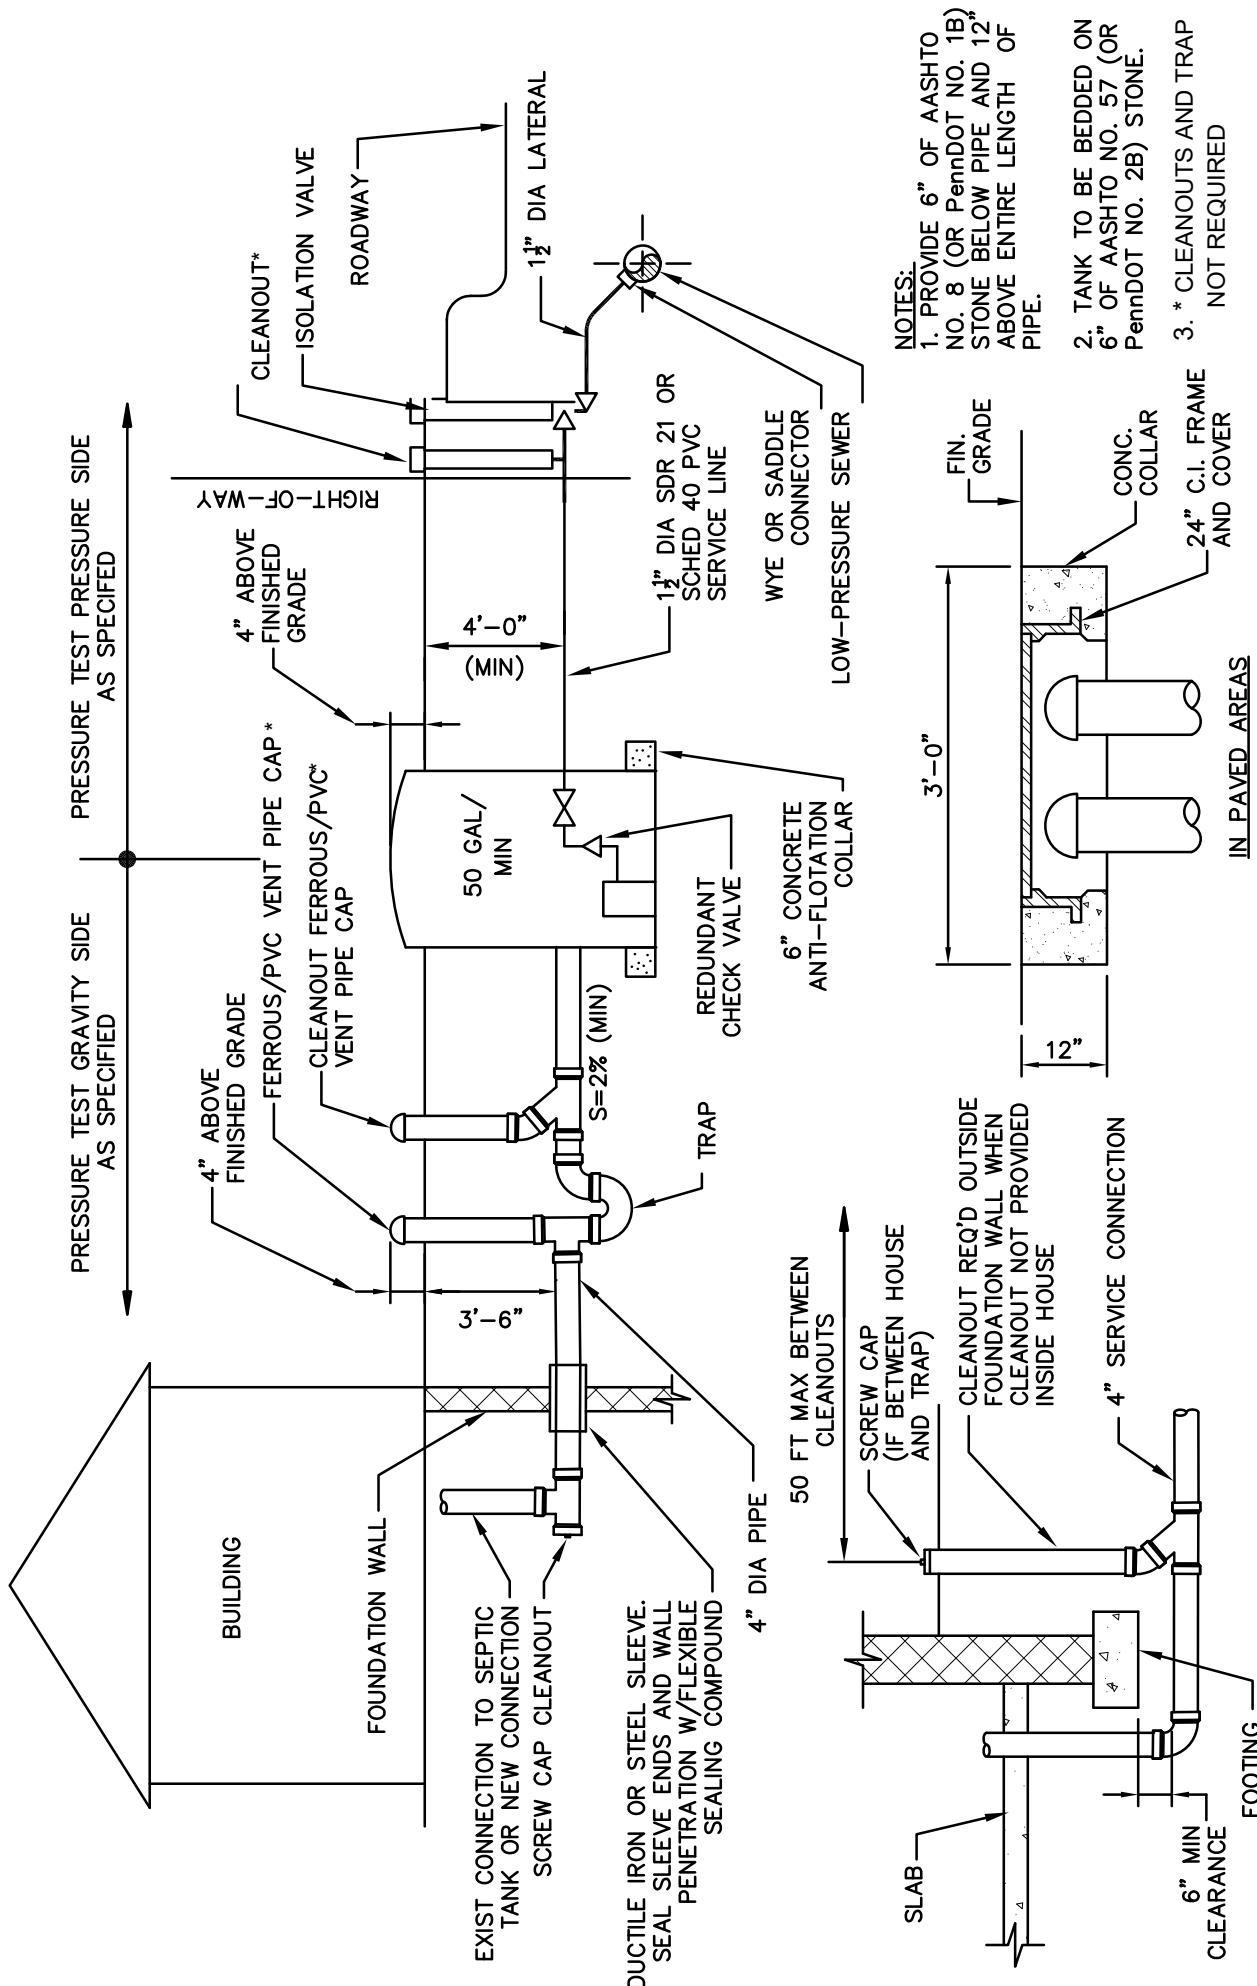 PRESSURE TEST GRAVITY SIDE
AS SPECIFIED
PRESSURE TEST PRESSURE SIDE
AS SPECIFED
4” ABOVE
FINISHED GRADE
FERROUS/PVC VENT PIPE CAP*
CLEANOUT FERROUS/PVC*
VENT PIPE CAP
4” ABOVE
FINISHED
GRADE
RIGHT-OF-WAY
CLEANOUT*
ISOLATION VALVE
ROADWAY
1½” DIA LATERAL
BUILDING
FOUNDATION WALL
3’-6”
50 GAL/
MIN
4’-0”
(MIN)
S=2% (MIN)
EXIST CONNECTION TO SEPTIC
TANK OR NEW CONNECTION
SCREW CAP CLEANOUT
DUCTILE IRON OR STEEL SLEEVE.
SEAL SLEEVE ENDS AND WALL
PENETRATION W/FLEXIBLE
SEALING COMPOUND
4” DIA PIPE
TRAP
REDUNDANT
CHECK VALVE
6” CONCRETE
ANTI-FLOTATION
COLLAR
1½” DIA SDR 21 OR
SCHED 40 PVC
SERVICE LINE
WYE OR SADDLE
CONNECTOR
LOW-PRESSURE SEWER
50 FT MAX BETWEEN
CLEANOUTS
SCREW CAP
(IF BETWEEN HOUSE
AND TRAP)
CLEANOUT REQ’D OUTSIDE
FOUNDATION WALL WHEN
CLEANOUT NOT PROVIDED
INSIDE HOUSE
4” SERVICE CONNECTION
SLAB
6” MIN
CLEARANCE
FOOTING
3’-0”
12”
FIN.
GRADE
CONC.
COLLAR
24” C.I. FRAME
AND COVER
IN PAVED AREAS
NOTES:
1. PROVIDE 6” OF AASHTO
NO. 8 (OR PennDOT NO. 1B)
STONE BELOW PIPE AND 12”
ABOVE ENTIRE LENGTH OF
PIPE.
2. TANK TO BE BEDDED ON
6” OF AASHTO NO. 57 (OR
PennDOT NO. 2B) STONE.
3. * CLEANOUTS AND TRAP
NOT REQUIRED